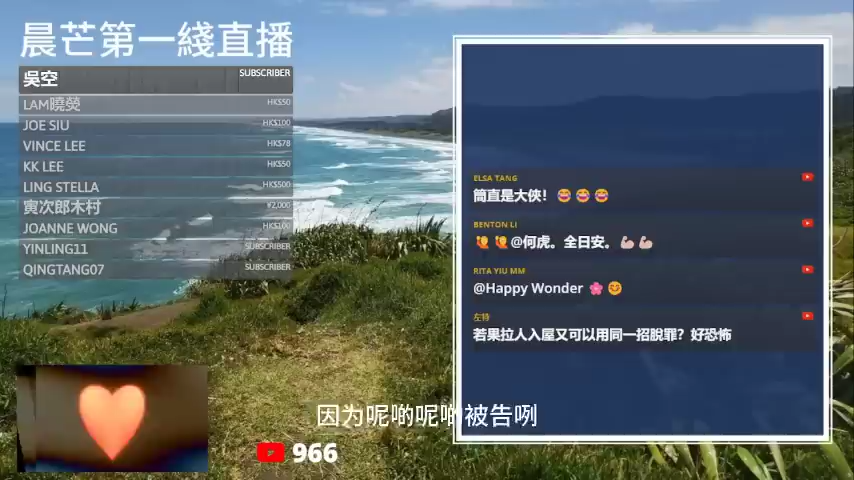 晨芒第一綫直播
吳空 SUBSCRIBER
LAM曉熒 HK$50
JOE SIU HK$100
VINCE LEE HK$78
KK LEE HK$50
LING STELLA HK$500
寅次郎木村 ¥2,000
JOANNE WONG HK$100
YINLING11 SUBSCRIBER
QINGTANG07 SUBSCRIBER
ELSA TANG
簡直是大俠！ 😂 😂 😂
BENTON LI
🙋 🙋 @何虎。全日安。 💪🏻 💪🏻
RITA YIU MM
@Happy Wonder 🌸 😊
左特
若果拉人入屋又可以用同一招脫罪？好恐怖
因为呢啲呢啲被告咧
966